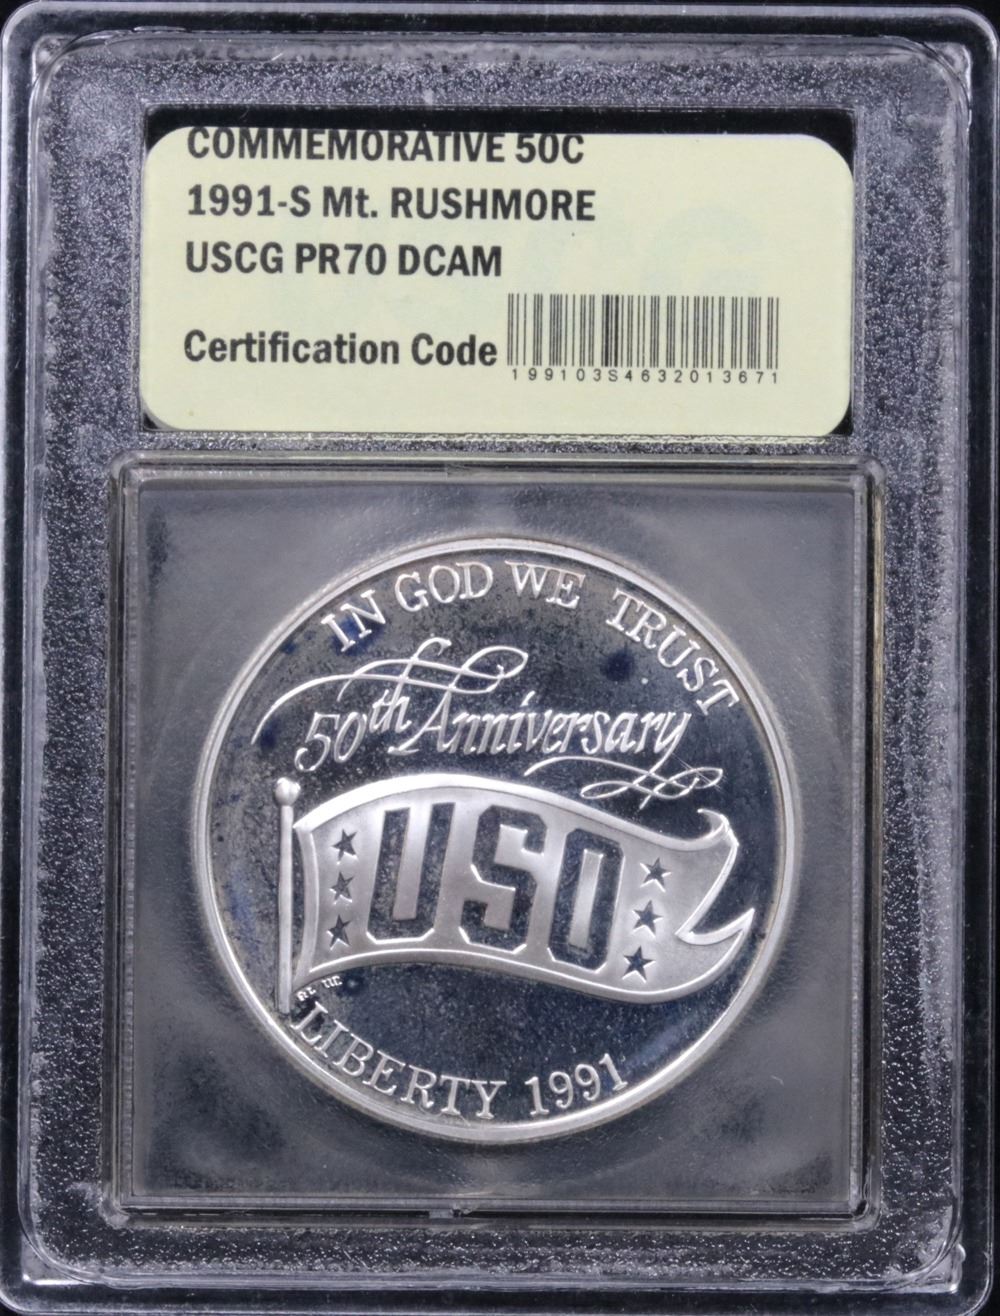 COMMEMORATIVE 50C
1991-S Mt. RUSHMORE
USCG PR70 DCAM
Certification Code
199103S4632013671
IN GOD WE TRUST
50th Anniversary
USO
LIBERTY 1991